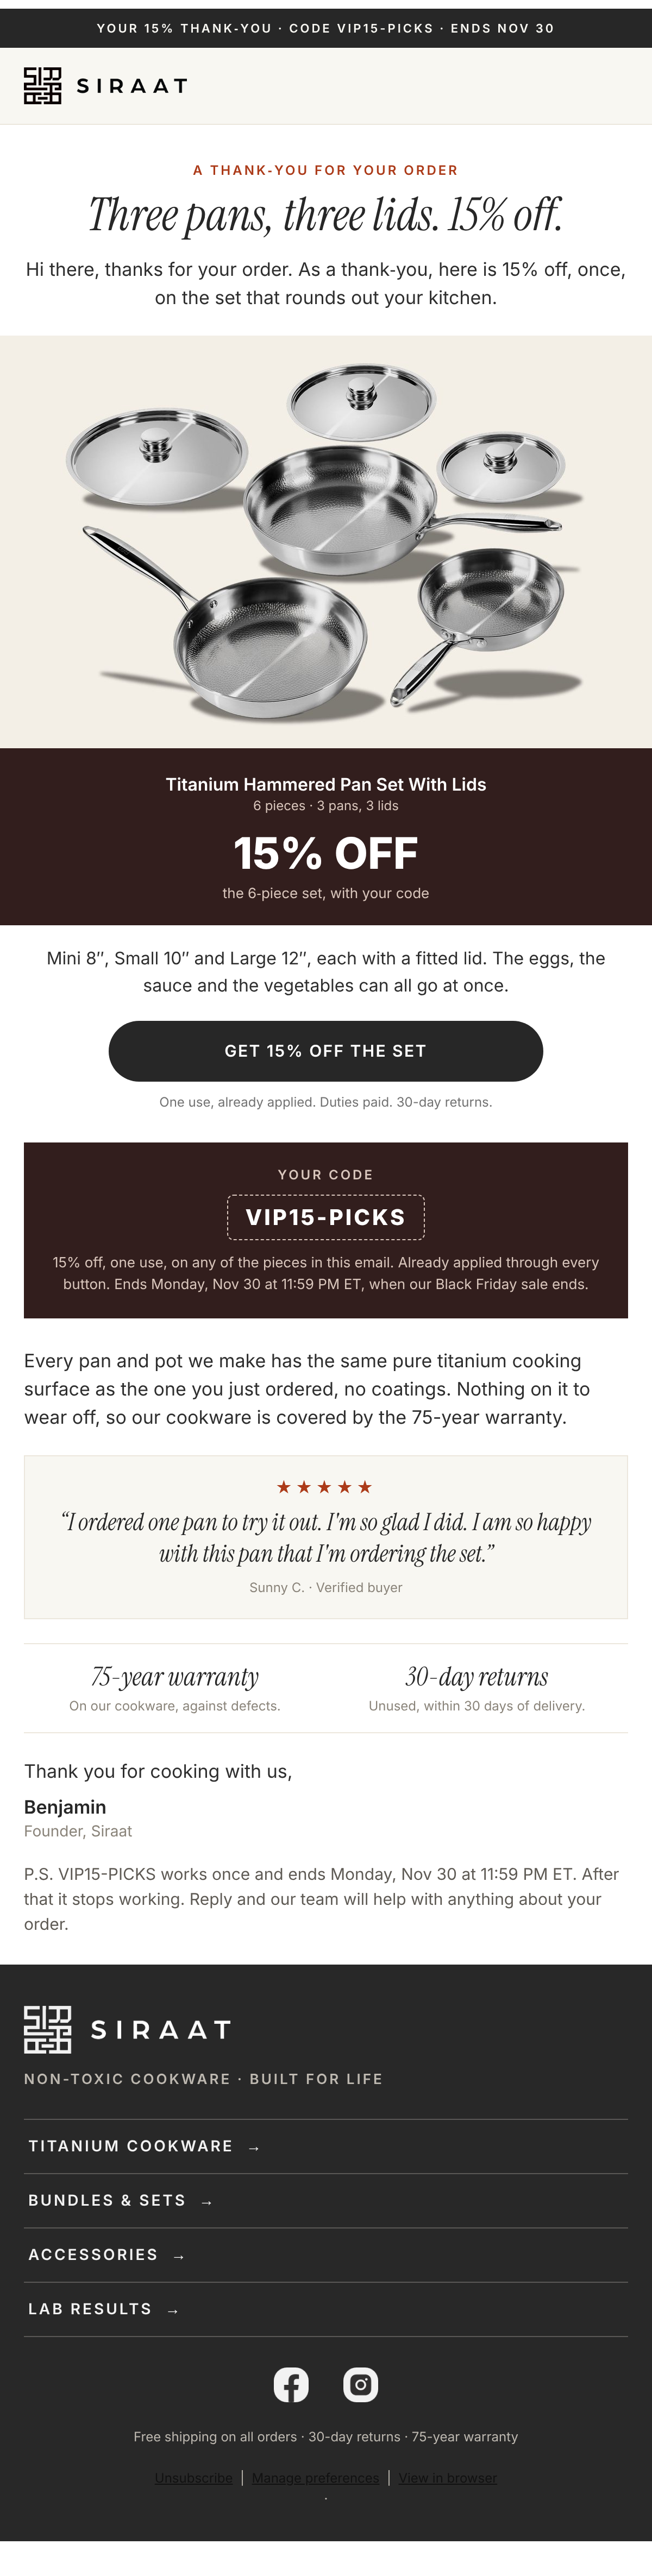 YOUR 15% THANK-YOU · CODE VIP15-PICKS · ENDS NOV 30
SIRAAT
A THANK-YOU FOR YOUR ORDER
Three pans, three lids. 15% off.
Hi there, thanks for your order. As a thank-you, here is 15% off, once,
on the set that rounds out your kitchen.
Titanium Hammered Pan Set With Lids
6 pieces · 3 pans, 3 lids
15% OFF
the 6-piece set, with your code
Mini 8″, Small 10″ and Large 12″, each with a fitted lid. The eggs, the
sauce and the vegetables can all go at once.
GET 15% OFF THE SET
One use, already applied. Duties paid. 30-day returns.
YOUR CODE
VIP15-PICKS
15% off, one use, on any of the pieces in this email. Already applied through every
button. Ends Monday, Nov 30 at 11:59 PM ET, when our Black Friday sale ends.
Every pan and pot we make has the same pure titanium cooking
surface as the one you just ordered, no coatings. Nothing on it to
wear off, so our cookware is covered by the 75-year warranty.
★★★★★
“I ordered one pan to try it out. I'm so glad I did. I am so happy
with this pan that I'm ordering the set.”
Sunny C. · Verified buyer
75-year warranty
On our cookware, against defects.
30-day returns
Unused, within 30 days of delivery.
Thank you for cooking with us,
Benjamin
Founder, Siraat
P.S. VIP15-PICKS works once and ends Monday, Nov 30 at 11:59 PM ET. After
that it stops working. Reply and our team will help with anything about your
order.
SIRAAT
NON-TOXIC COOKWARE · BUILT FOR LIFE
TITANIUM COOKWARE →
BUNDLES & SETS →
ACCESSORIES →
LAB RESULTS →
Free shipping on all orders · 30-day returns · 75-year warranty
Unsubscribe | Manage preferences | View in browser
.